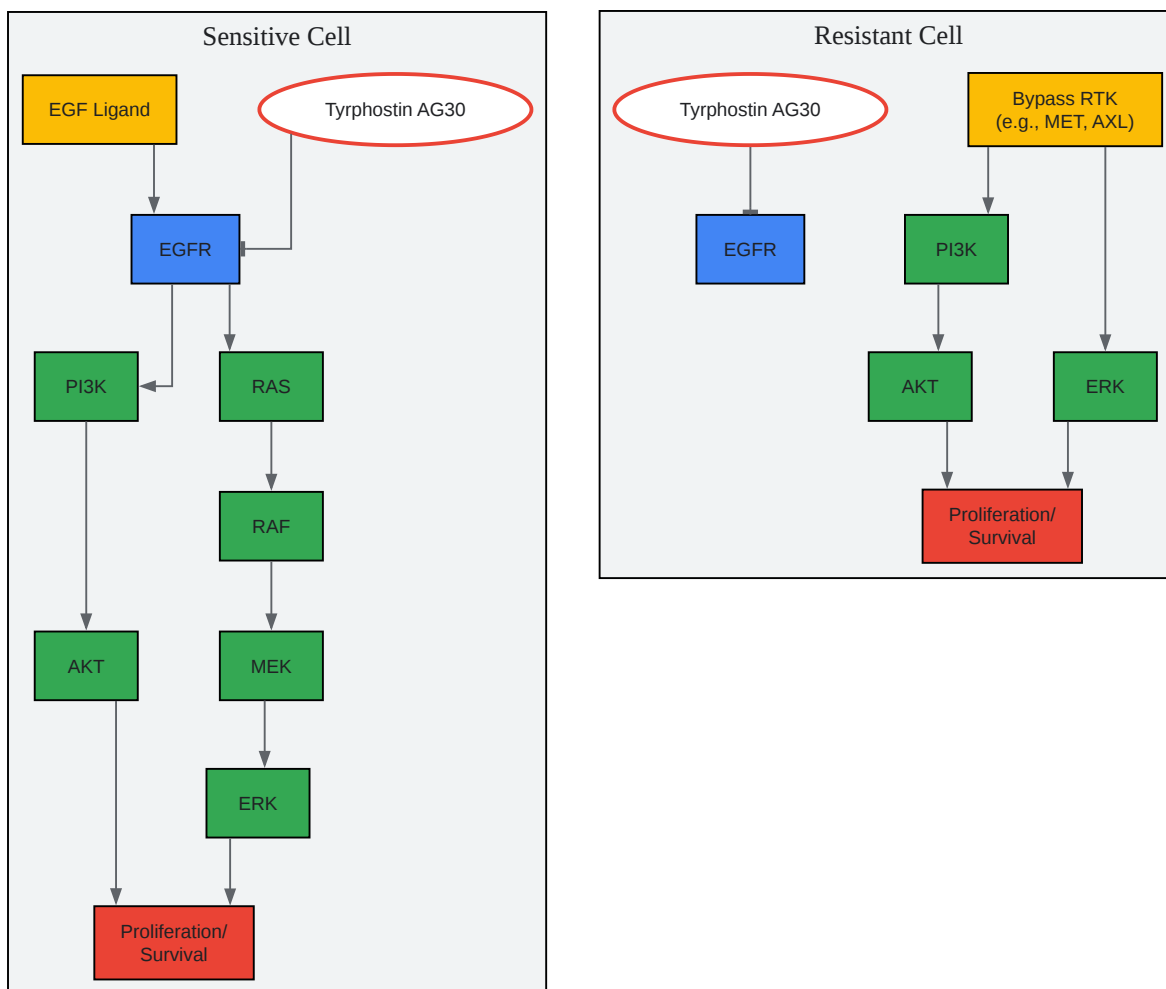 Sensitive Cell
EGF Ligand
Tyrphostin AG30
EGFR
PI3K
RAS
RAF
AKT
MEK
ERK
Proliferation/
Survival
Resistant Cell
Tyrphostin AG30
Bypass RTK
(e.g., MET, AXL)
EGFR
PI3K
AKT
ERK
Proliferation/
Survival